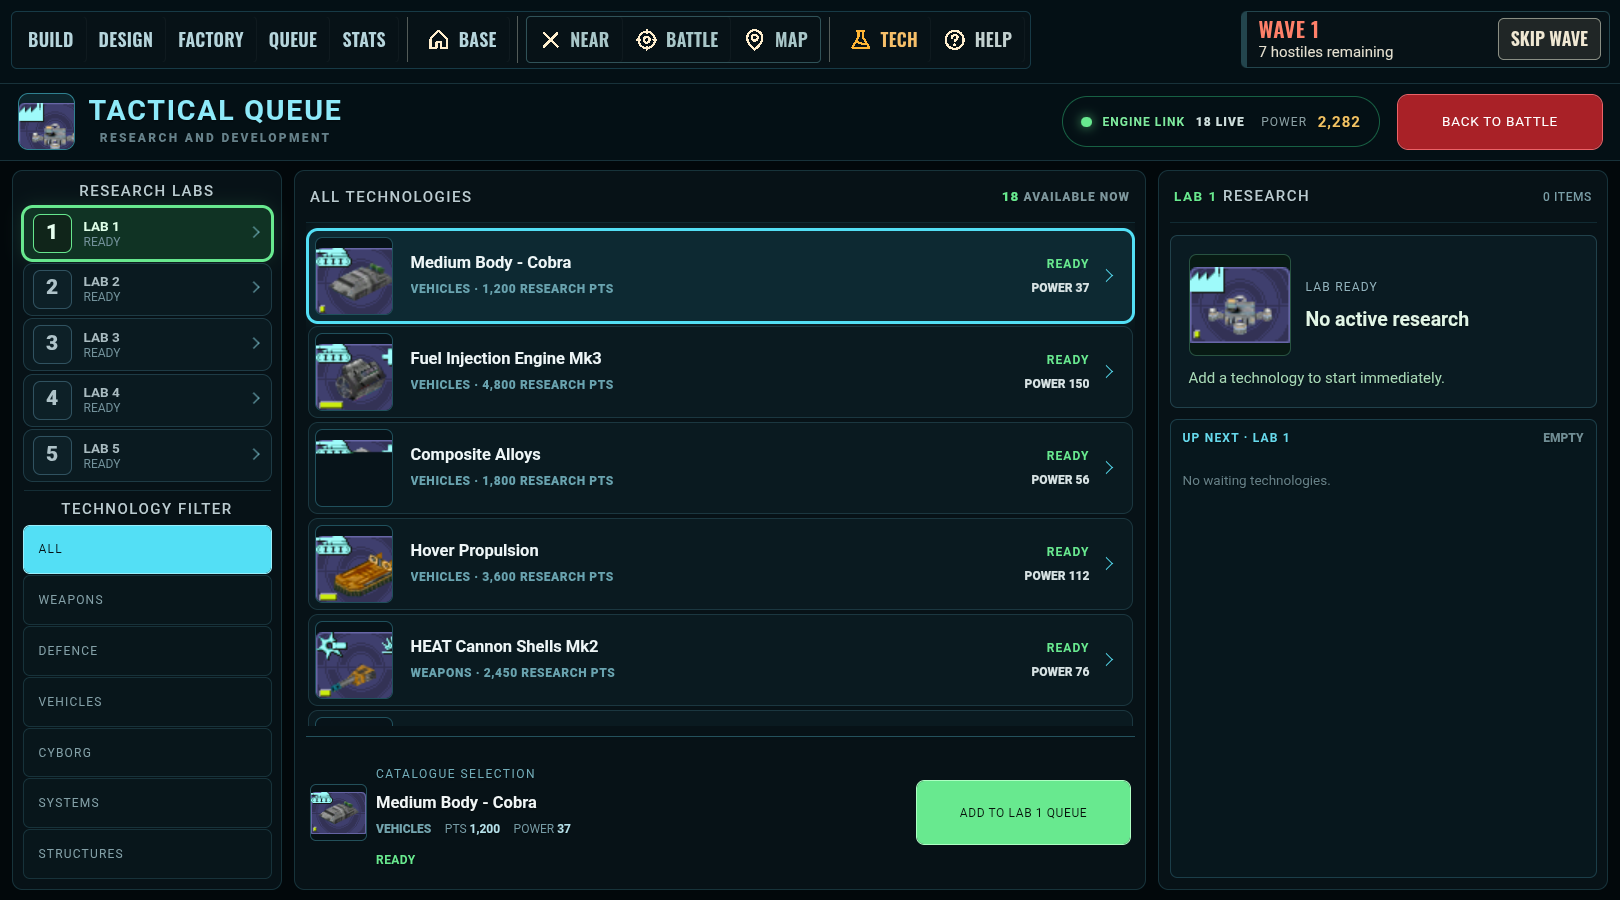 BUILD DESIGN FACTORY QUEUE STATS BASE NEAR BATTLE MAP TECH HELP
WAVE 1
7 hostiles remaining
SKIP WAVE
TACTICAL QUEUE
RESEARCH AND DEVELOPMENT
ENGINE LINK 18 LIVE POWER 2,282
BACK TO BATTLE
RESEARCH LABS
1 LAB 1
READY
2 LAB 2
READY
3 LAB 3
READY
4 LAB 4
READY
5 LAB 5
READY
TECHNOLOGY FILTER
ALL
WEAPONS
DEFENCE
VEHICLES
CYBORG
SYSTEMS
STRUCTURES
ALL TECHNOLOGIES 18 AVAILABLE NOW
Medium Body - Cobra READY
VEHICLES · 1,200 RESEARCH PTS POWER 37
Fuel Injection Engine Mk3 READY
VEHICLES · 4,800 RESEARCH PTS POWER 150
Composite Alloys READY
VEHICLES · 1,800 RESEARCH PTS POWER 56
Hover Propulsion READY
VEHICLES · 3,600 RESEARCH PTS POWER 112
HEAT Cannon Shells Mk2 READY
WEAPONS · 2,450 RESEARCH PTS POWER 76
CATALOGUE SELECTION
Medium Body - Cobra
VEHICLES PTS 1,200 POWER 37
READY
ADD TO LAB 1 QUEUE
LAB 1 RESEARCH 0 ITEMS
LAB READY
No active research
Add a technology to start immediately.
UP NEXT · LAB 1 EMPTY
No waiting technologies.